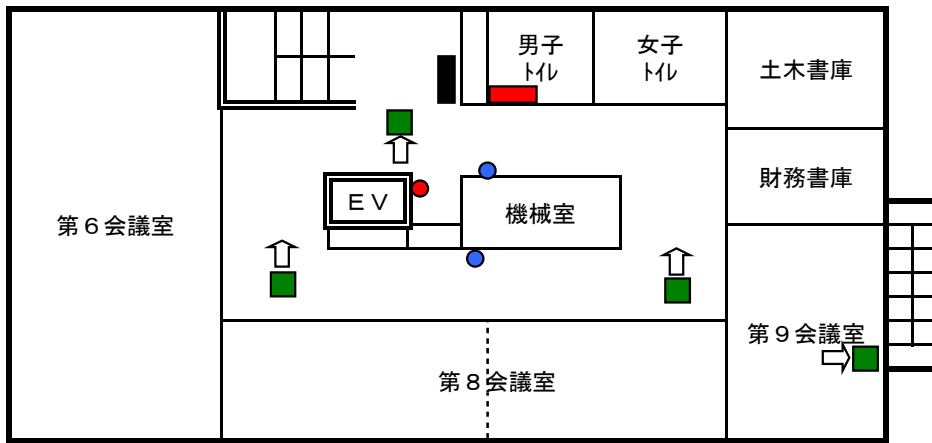 男子
ﾄｲﾚ
女子
ﾄｲﾚ
土木書庫
財務書庫
ＥＶ
機械室
第６会議室
第９会議室
第８会議室